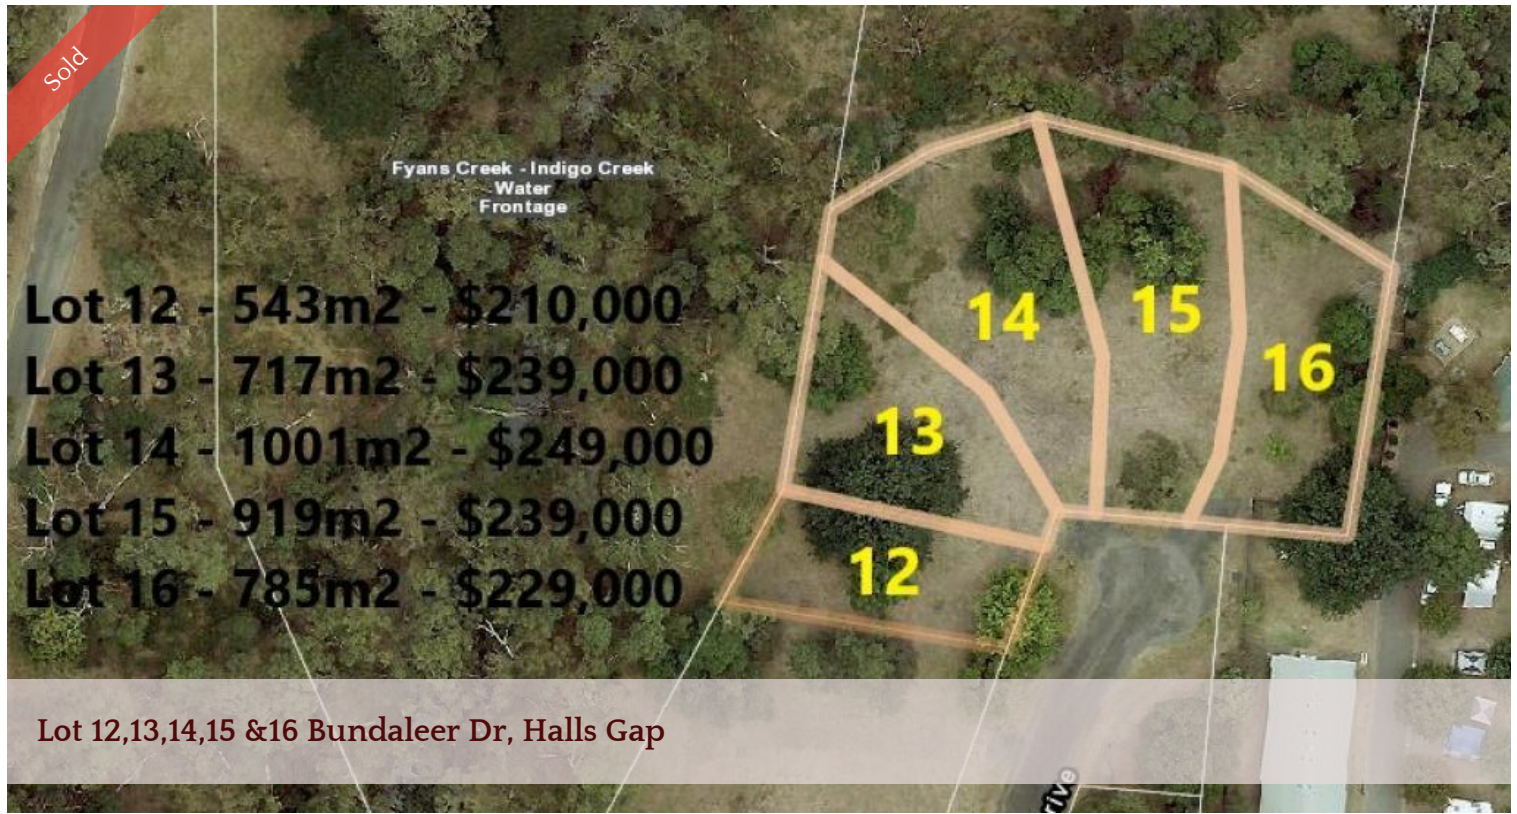 Sold
Fyans Creek - Indigo Creek
Water
Frontage
Lot 12 - 543m2 - $210,000
Lot 13 - 717m2 - $239,000
Lot 14 - 1001m2 - $249,000
Lot 15 - 919m2 - $239,000
Lot 16 - 785m2 - $229,000
14
15
16
13
12
Lot 12,13,14,15 &16 Bundaleer Dr, Halls Gap
rive